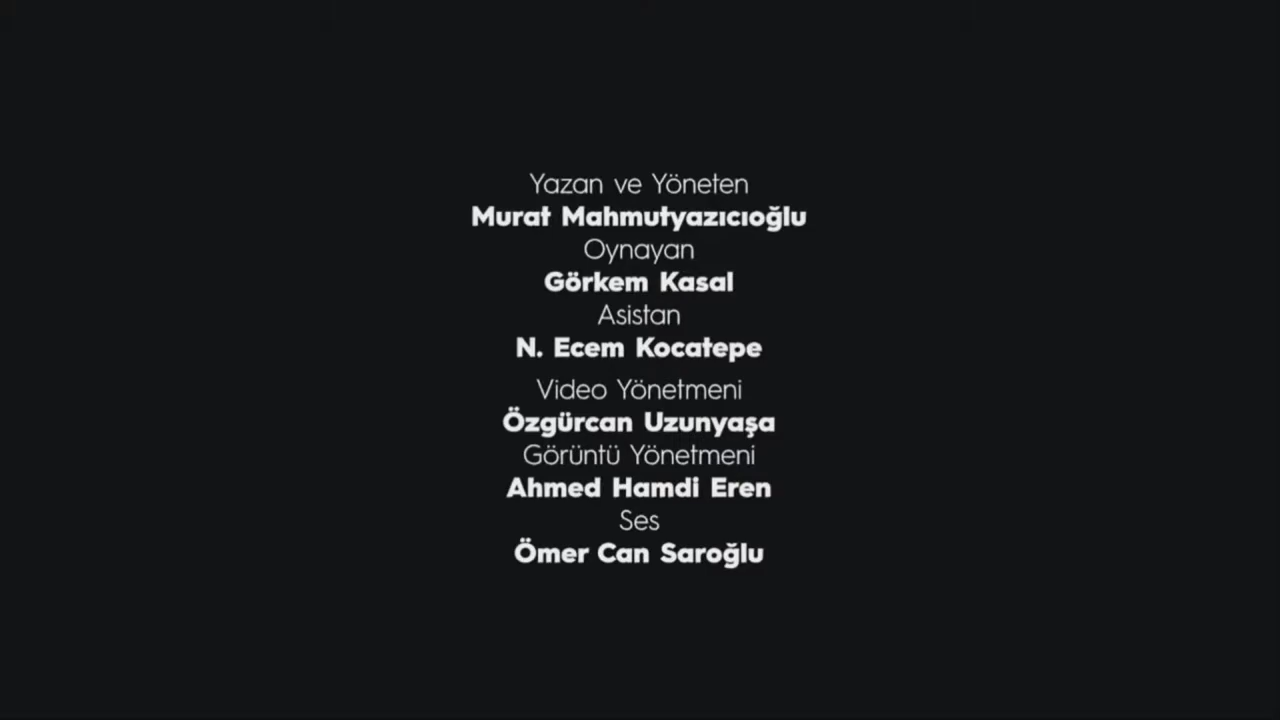 Yazan ve Yöneten
Murat Mahmutyazıcıoğlu
Oynayan
Görkem Kasal
Asistan
N. Ecem Kocatepe
Video Yönetmeni
Özgürcan Uzunyaşa
Görüntü Yönetmeni
Ahmed Hamdi Eren
Ses
Ömer Can Saroğlu